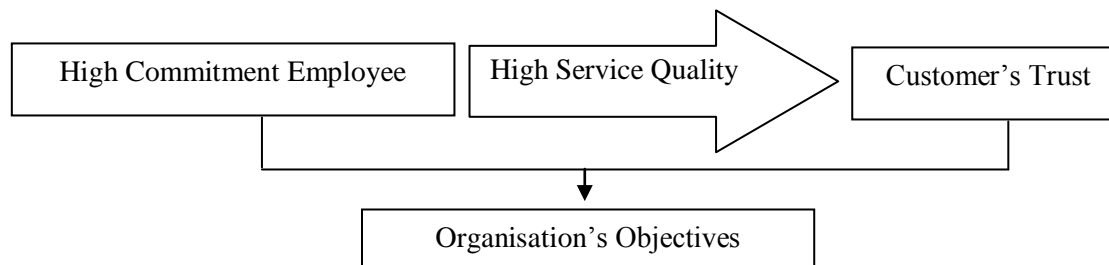 High Commitment Employee
High Service Quality
Customer’s Trust
Organisation’s Objectives